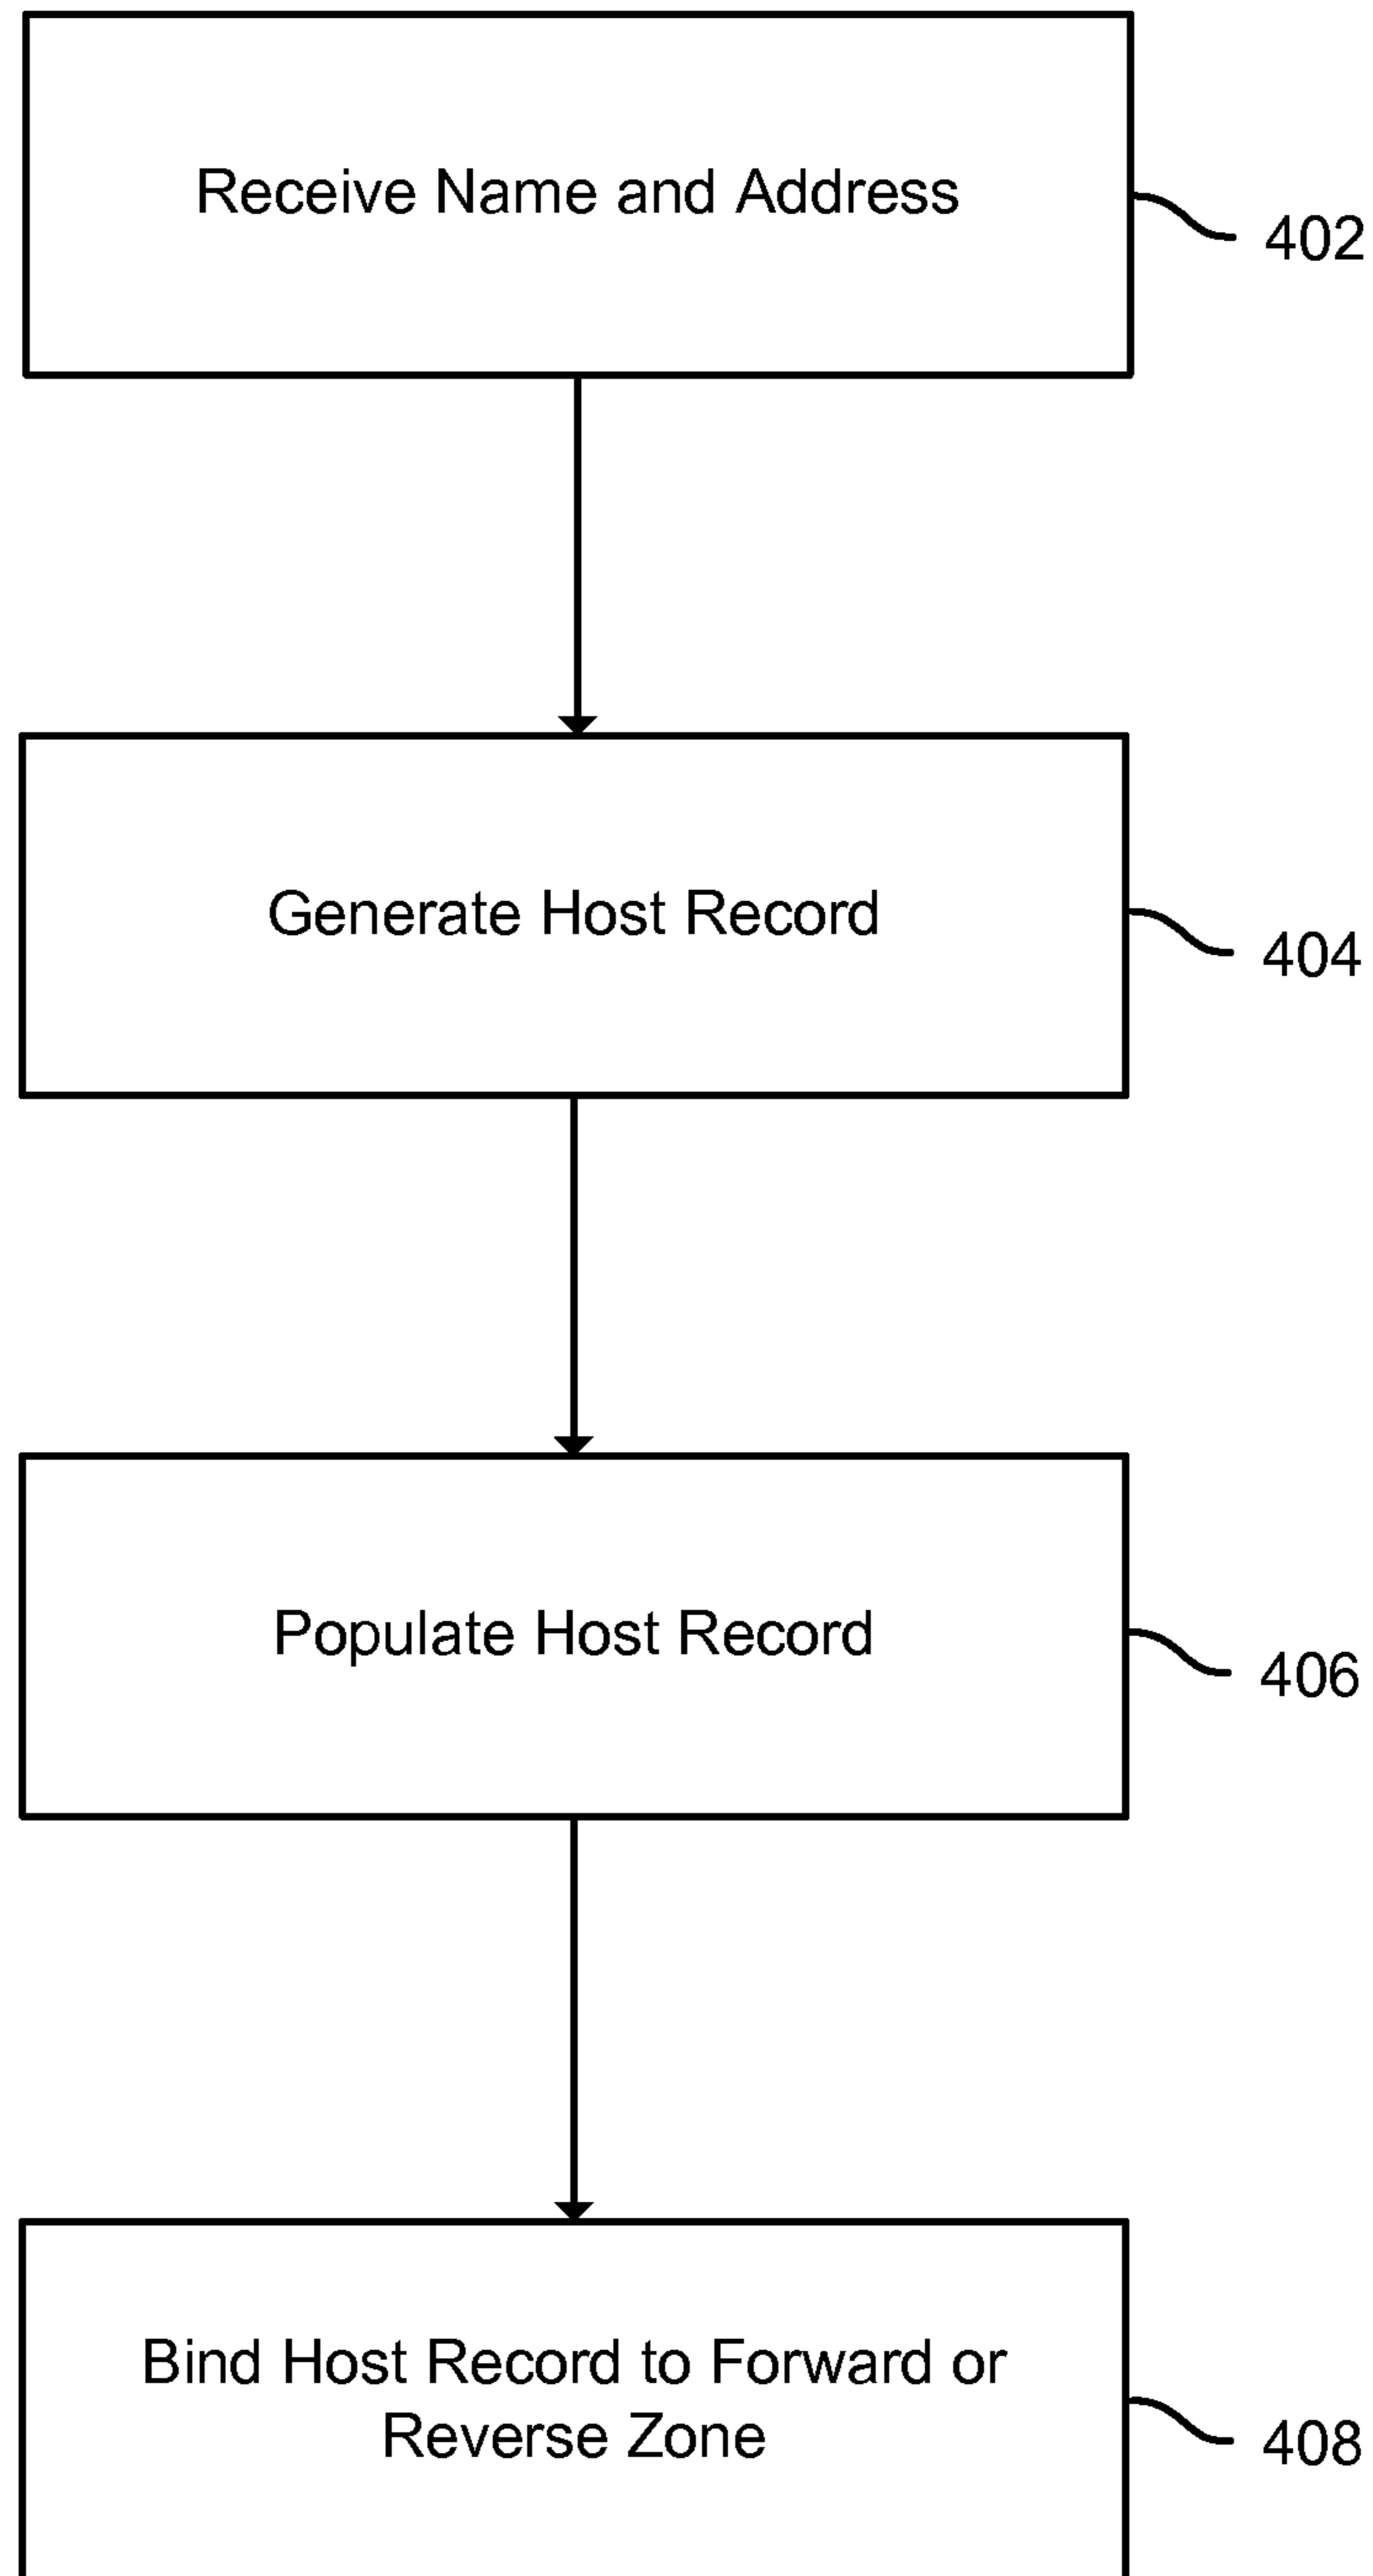 Receive Name and Address
402
Generate Host Record
404
Populate Host Record
406
Bind Host Record to Forward or
Reverse Zone
408